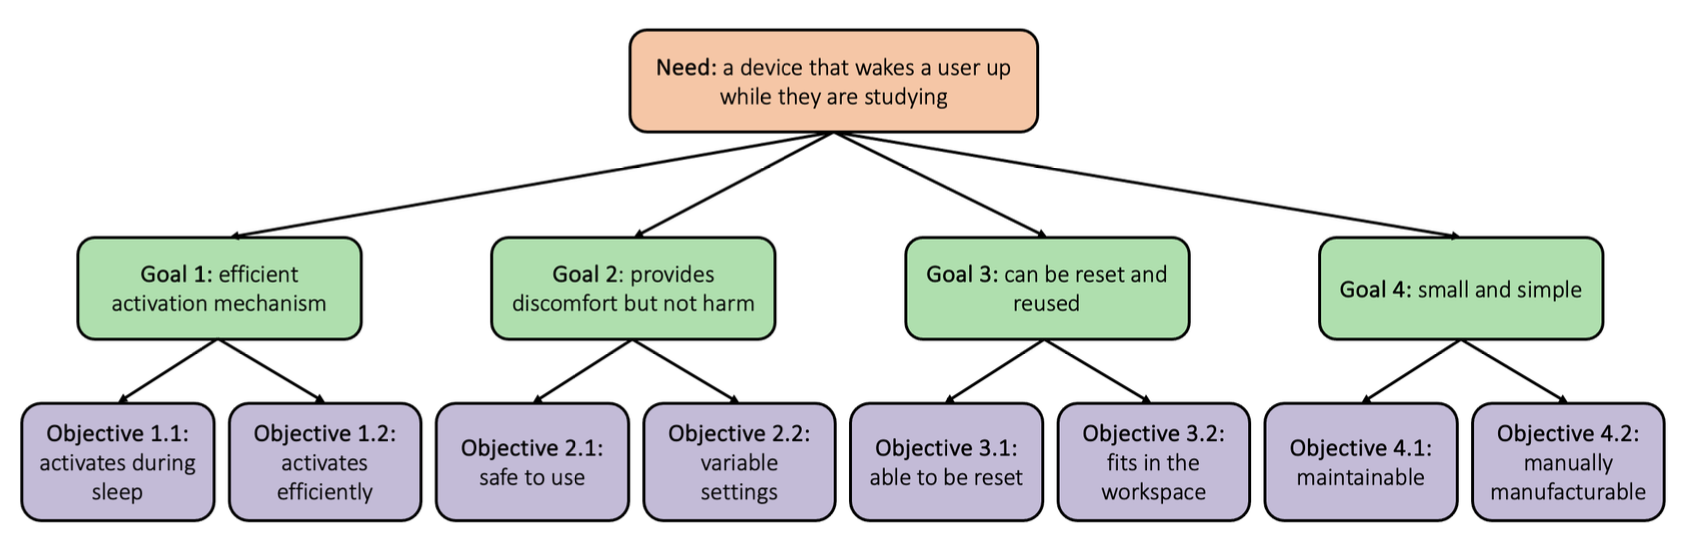 Need: a device that wakes a user up
while they are studying
Goal 1: efficient
activation mechanism
Goal 2: provides
discomfort but not harm
Goal 3: can be reset and
reused
Goal 4: small and simple
Objective 1.1:
activates during
sleep
Objective 1.2:
activates
efficiently
Objective 2.1:
safe to use
Objective 2.2:
variable
settings
Objective 3.1:
able to be reset
Objective 3.2:
fits in the
workspace
Objective 4.1:
maintainable
Objective 4.2:
manually
manufacturable